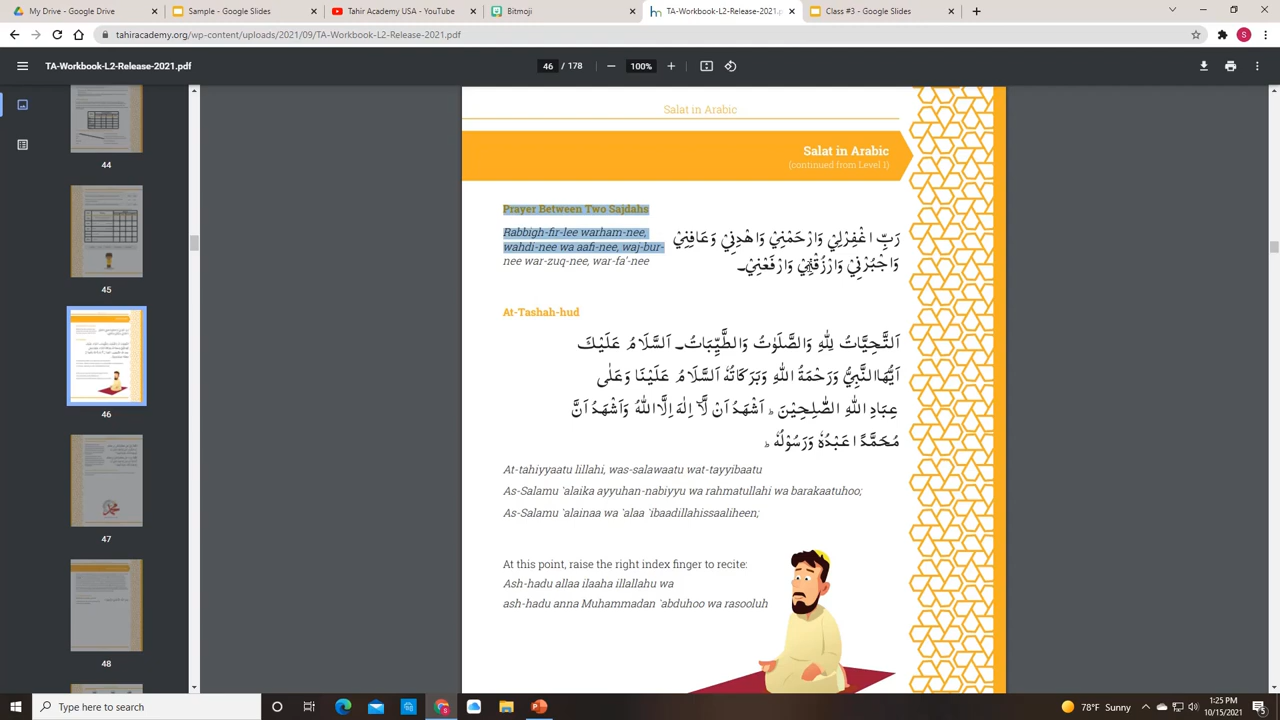 My Drive - Google Drive
Sample - Google Slides
Tahir Academy USA - YouTube
Bitmoji
TA-Workbook-L2-Release-2021.p
Class #3 - Google Slides
tahiracademy.org/wp-content/uploads/2021/09/TA-Workbook-L2-Release-2021.pdf
S
TA-Workbook-L2-Release-2021.pdf
46 / 178
100%
44
45
46
47
48
Salat in Arabic
Salat in Arabic
(continued from Level 1)
Prayer Between Two Sajdahs
Rabbigh-fir-lee warham-nee,
wahdi-nee wa aafi-nee, waj-bur-
nee war-zuq-nee, war-fa'-nee
رَبِّ اغْفِرْلِيْ وَارْحَمْنِيْ وَاهْدِنِيْ وَعَافِنِيْ
وَاجْبُرْنِيْ وَارْزُقْنِيْ وَارْفَعْنِيْ۔
At-Tashah-hud
اَلتَّحِيَّاتُ لِلّٰهِ وَالصَّلَوٰتُ وَالطَّيِّبَاتُ۔ اَلسَّلَامُ عَلَيْكَ
اَيُّهَاالنَّبِيُّ وَرَحْمَةُ اللّٰهِ وَبَرَكَاتُهٗ اَلسَّلَامُ عَلَيْنَا وَعَلٰى
عِبَادِ اللّٰهِ الصّٰلِحِيْنَ ؕ اَشْهَدُ اَنْ لَّآ اِلٰهَ اِلَّااللّٰهُ وَاَشْهَدُ اَنَّ
مُحَمَّدًا عَبْدُهٗ وَرَسُوْلُهٗ ؕ
At-tahiyyaatu lillahi, was-salawaatu wat-tayyibaatu
As-Salamu `alaika ayyuhan-nabiyyu wa rahmatullahi wa barakaatuhoo;
As-Salamu `alainaa wa `alaa `ibaadillahissaaliheen;
At this point, raise the right index finger to recite:
Ash-hadu allaa ilaaha illallahu wa
ash-hadu anna Muhammadan `abduhoo wa rasooluh
Type here to search
78°F Sunny
1:25 PM
10/15/2021
5